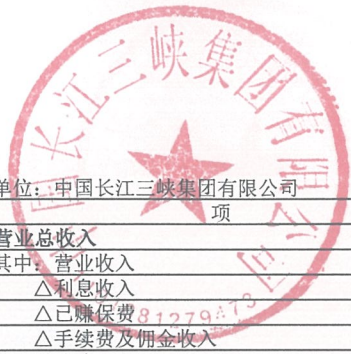 中国长江三峡集团有限公司
单位：中国长江三峡集团有限公司
项
营业总收入
其中：营业收入
△利息收入
△已赚保费
△手续费及佣金收入